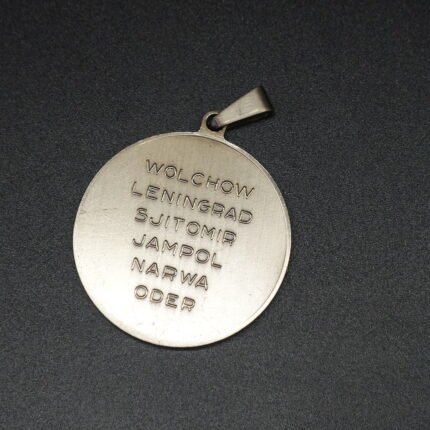 WOLCHOW
LENINGRAD
SJITOMIR
JAMPOL
NARWA
ODER